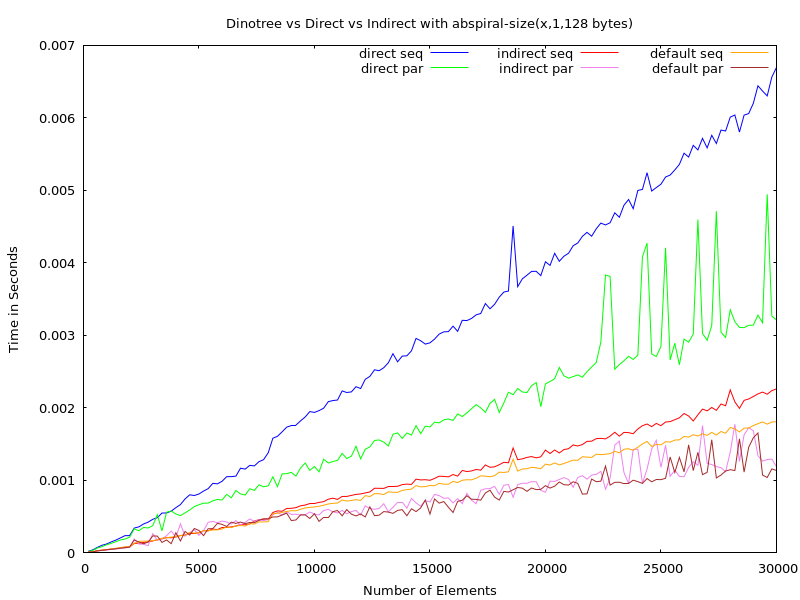 Dinotree vs Direct vs Indirect with abspiral-size(x,1,128 bytes)
direct seq indirect seq default seq
direct par indirect par default par
0.007
0.006
0.005
0.004
0.003
0.002
0.001
0
Time in Seconds
0 5000 10000 15000 20000 25000 30000
Number of Elements